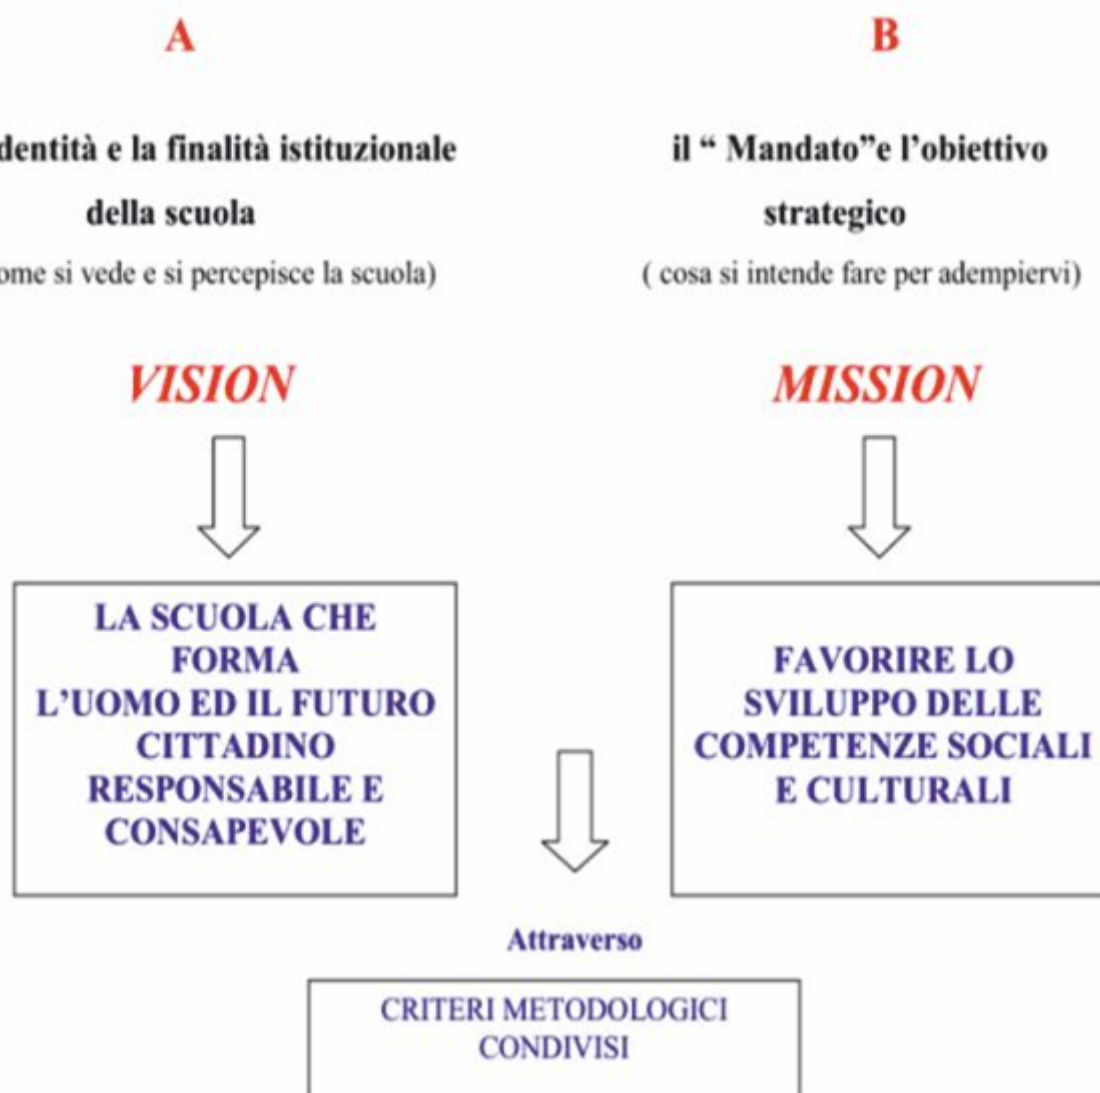 A
dentità e la finalità istituzionale
della scuola
ome si vede e si percepisce la scuola)
VISION
LA SCUOLA CHE
FORMA
L’UOMO ED IL FUTURO
CITTADINO
RESPONSABILE E
CONSAPEVOLE
B
il “ Mandato”e l’obiettivo
strategico
( cosa si intende fare per adempiervi)
MISSION
FAVORIRE LO
SVILUPPO DELLE
COMPETENZE SOCIALI
E CULTURALI
Attraverso
CRITERI METODOLOGICI
CONDIVISI